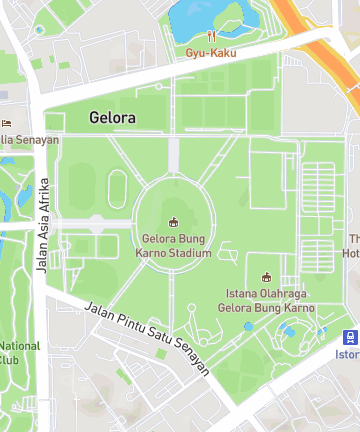 Gyu-Kaku
Gelora
lla Senayan
Jalan Asia Afrika
Gelora Bung
Karno Stadium
Th
Hot
Istana Olahraga
Gelora Bung Karno
Jalan Pintu Satu Senayan
National
Club
Istor